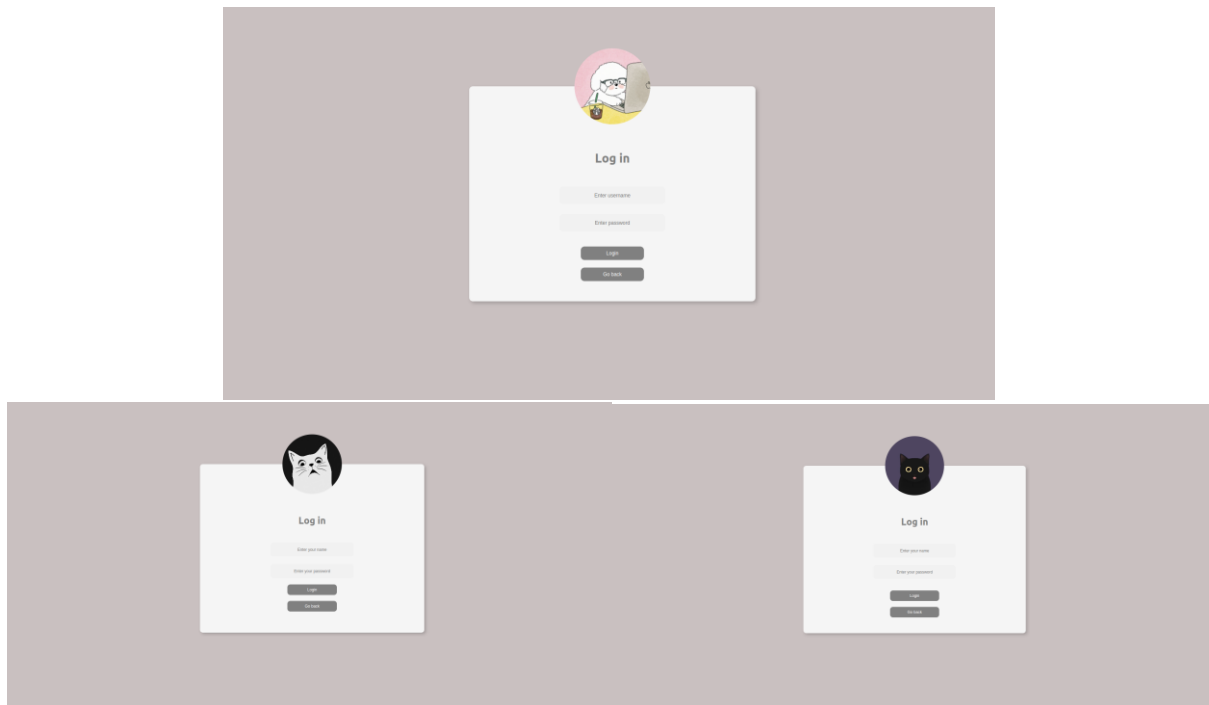 Log in
Enter username
Enter password
Login
Go back
Log in
Enter your name
Enter your password
Login
Go back
Log in
Enter your name
Enter your password
Login
Go back